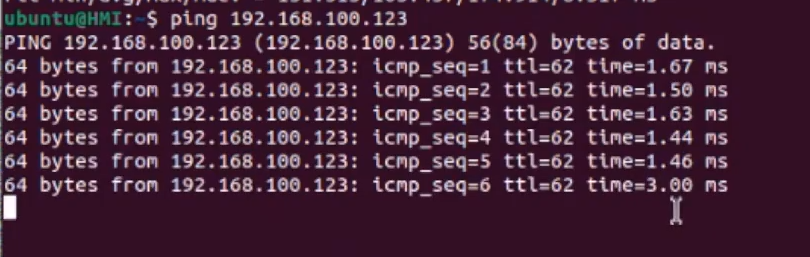 ubuntu@HMI:~$ ping 192.168.100.123
PING 192.168.100.123 (192.168.100.123) 56(84) bytes of data.
64 bytes from 192.168.100.123: icmp_seq=1 ttl=62 time=1.67 ms
64 bytes from 192.168.100.123: icmp_seq=2 ttl=62 time=1.50 ms
64 bytes from 192.168.100.123: icmp_seq=3 ttl=62 time=1.63 ms
64 bytes from 192.168.100.123: icmp_seq=4 ttl=62 time=1.44 ms
64 bytes from 192.168.100.123: icmp_seq=5 ttl=62 time=1.46 ms
64 bytes from 192.168.100.123: icmp_seq=6 ttl=62 time=3.00 ms